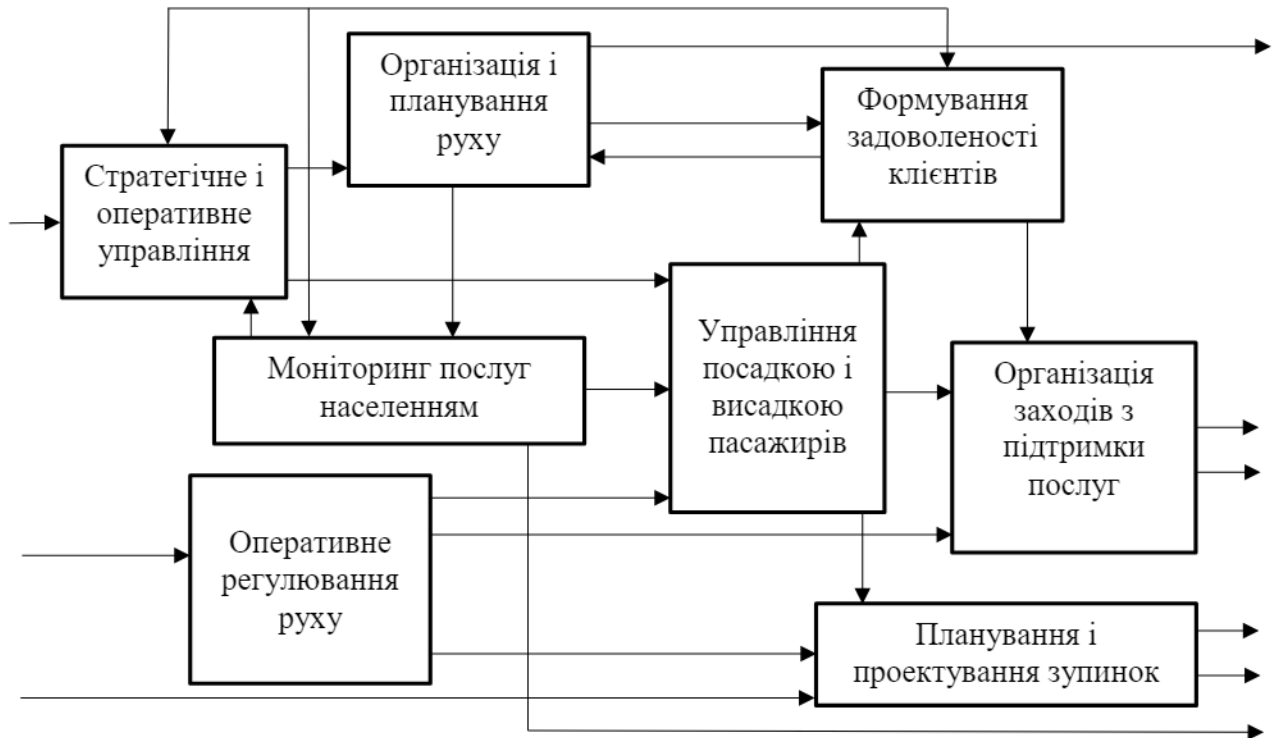 Організація і
планування
руху
Формування
задоволеності
клієнтів
Стратегічне і
оперативне
управління
Моніторинг послуг
населенням
Управління
посадкою і
висадкою
пасажирів
Організація
заходів з
підтримки
послуг
Оперативне
регулювання
руху
Планування і
проектування зупинок